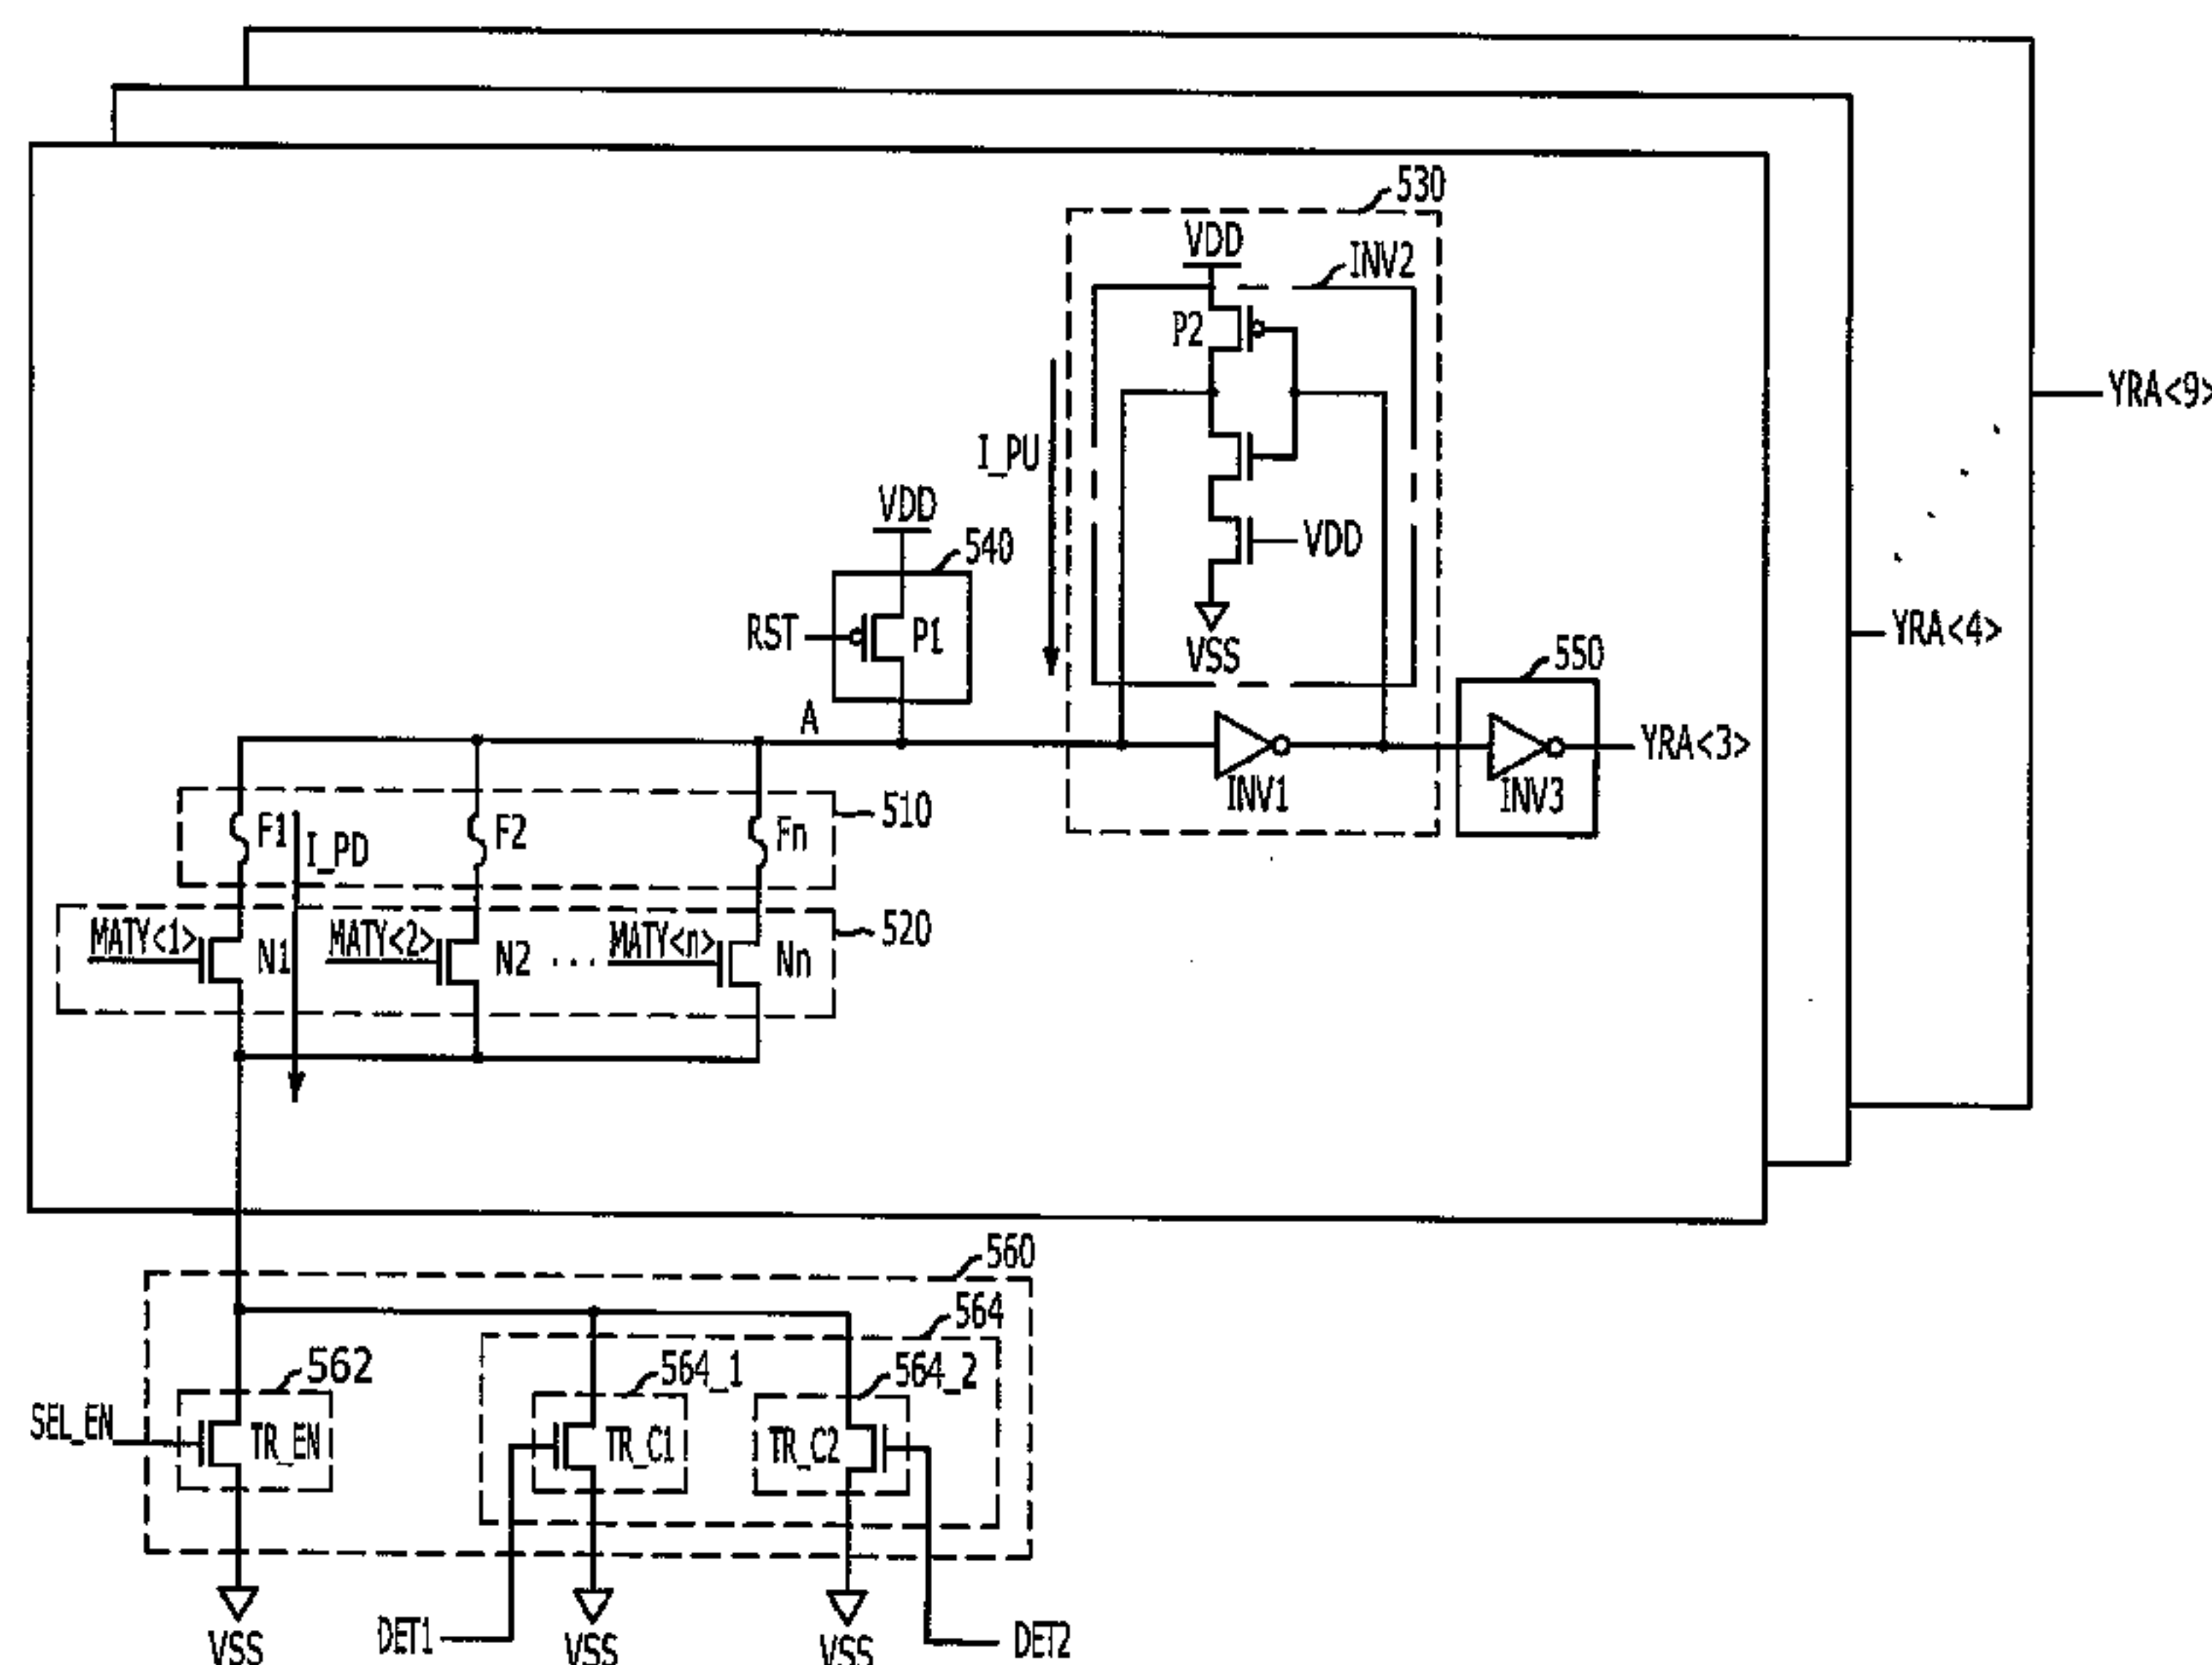 530
VDD
INV2
P2
YRA<9>
I_PU
VDD
540
VDD
RST
P1
VSS
YRA<4>
550
A
YRA<3>
INV1
INV3
F1
I_PD
F2
Fn
510
MATY<1>
N1
MATY<2>
N2
...
MATY<n>
Nn
520
560
564
562
564_1
564_2
SEL_EN
TR_EN
TR_C1
TR_C2
VSS
DET1
VSS
VSS
DET2